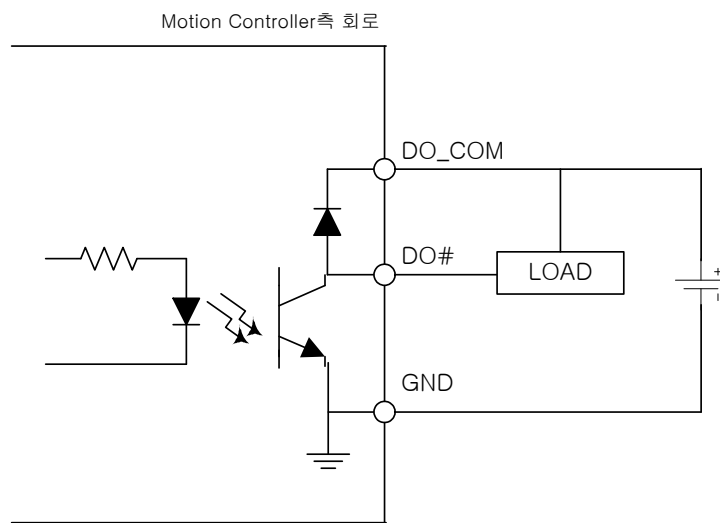 Motion Controller측 회로
DO_COM
DO#
LOAD
+
-
GND